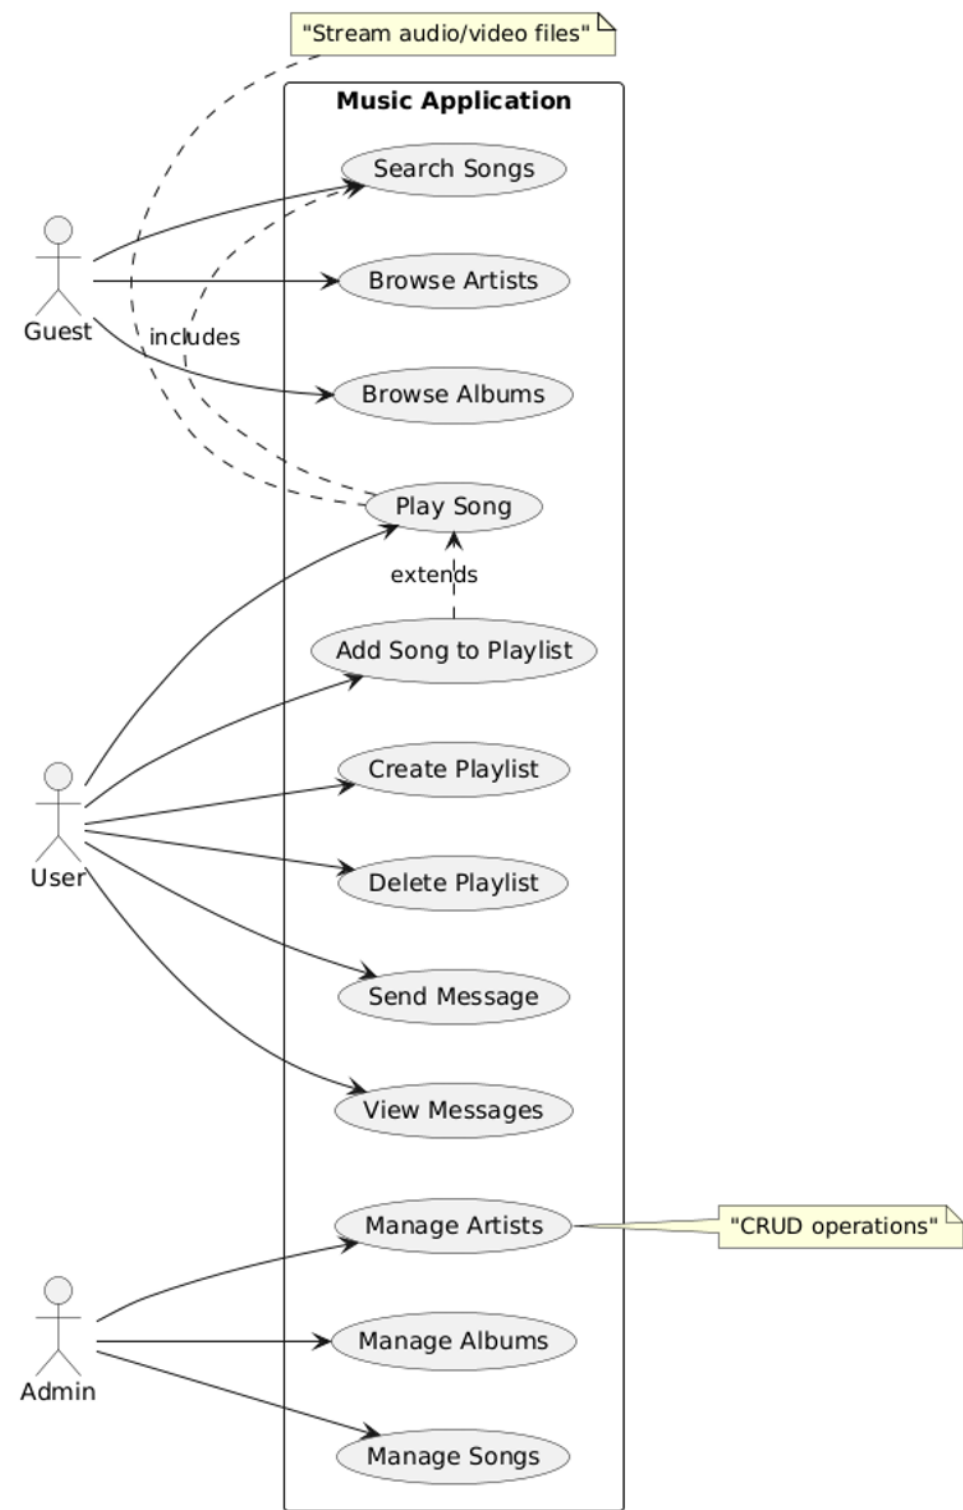 "Stream audio/video files"
Music Application
Search Songs
Browse Artists
Guest
includes
Browse Albums
Play Song
extends
Add Song to Playlist
Create Playlist
User
Delete Playlist
Send Message
View Messages
Manage Artists
"CRUD operations"
Manage Albums
Admin
Manage Songs